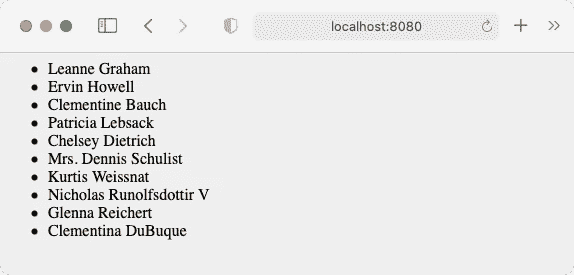 localhost:8080
Leanne Graham
Ervin Howell
Clementine Bauch
Patricia Lebsack
Chelsey Dietrich
Mrs. Dennis Schulist
Kurtis Weissnat
Nicholas Runolfsdottir V
Glenna Reichert
Clementina DuBuque